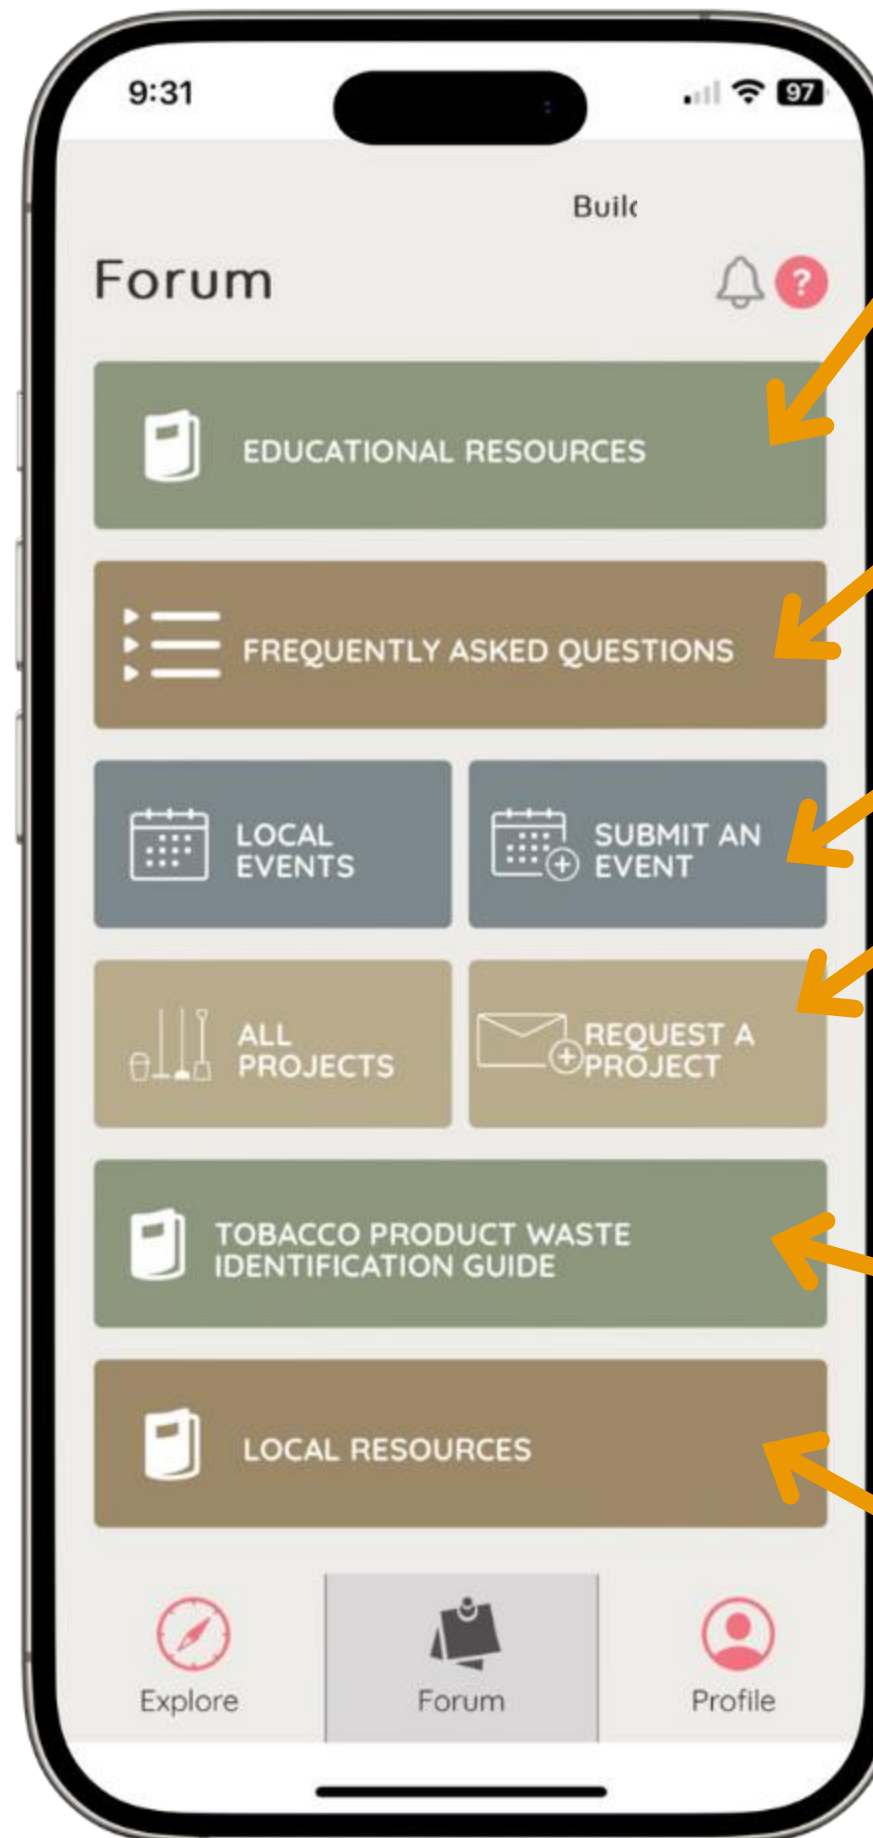 9:31
97
Buil
Forum
?
EDUCATIONAL RESOURCES
FREQUENTLY ASKED QUESTIONS
LOCAL
EVENTS
SUBMIT AN
EVENT
ALL
PROJECTS
REQUEST A
PROJECT
TOBACCO PRODUCT WASTE
IDENTIFICATION GUIDE
LOCAL RESOURCES
Explore
Forum
Profile